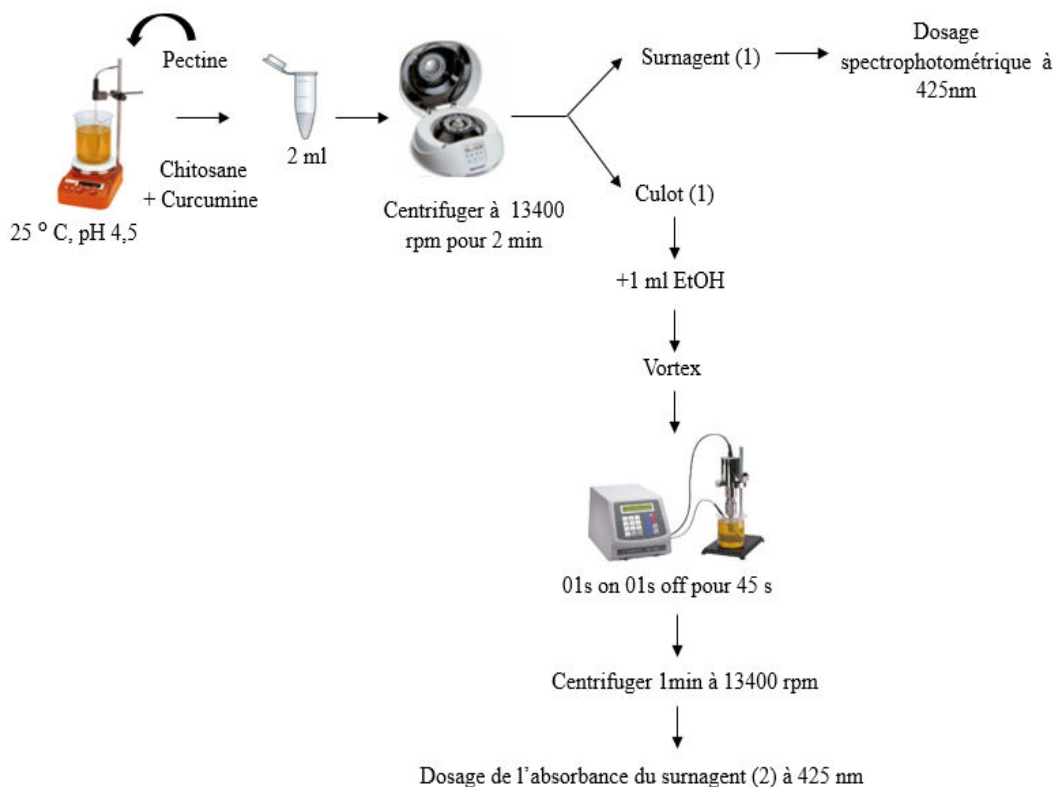 Pectine
Chitosane
+ Curcumine
25 ° C, pH 4,5
2 ml
Centrifuger à 13400
rpm pour 2 min
Surnagent (1)
Dosage
spectrophotométrique à
425nm
Culot (1)
+1 ml EtOH
Vortex
01s on 01s off pour 45 s
Centrifuger 1min à 13400 rpm
Dosage de l’absorbance du surnagent (2) à 425 nm